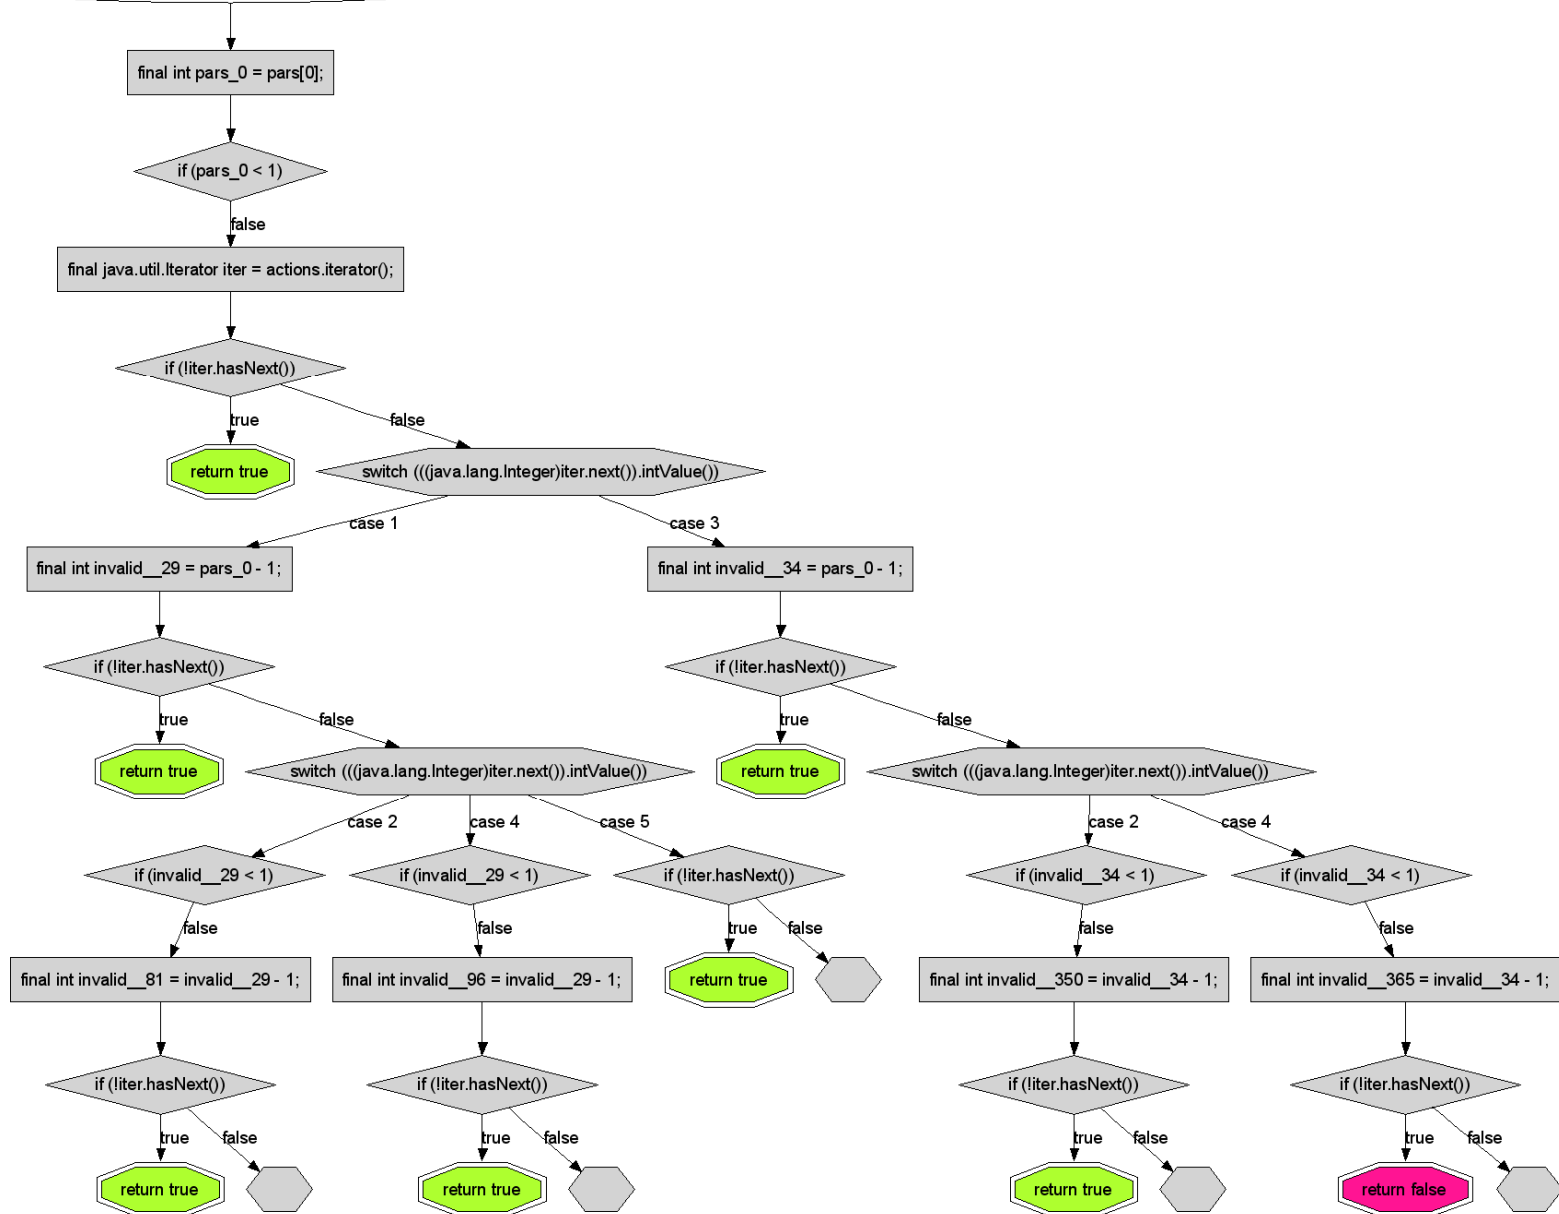 final int pars_0 = pars[0];
if (pars_0 < 1)
false
final java.util.Iterator iter = actions.iterator();
if (!iter.hasNext())
true
false
return true
switch (((java.lang.Integer)iter.next()).intValue())
case 1
case 3
final int invalid__29 = pars_0 - 1;
final int invalid__34 = pars_0 - 1;
if (!iter.hasNext())
if (!iter.hasNext())
true
false
true
false
return true
switch (((java.lang.Integer)iter.next()).intValue())
return true
switch (((java.lang.Integer)iter.next()).intValue())
case 2
case 4
case 5
case 2
case 4
if (invalid__29 < 1)
if (invalid__29 < 1)
if (!iter.hasNext())
if (invalid__34 < 1)
if (invalid__34 < 1)
false
false
true
false
false
false
final int invalid__81 = invalid__29 - 1;
final int invalid__96 = invalid__29 - 1;
return true
final int invalid__350 = invalid__34 - 1;
final int invalid__365 = invalid__34 - 1;
if (!iter.hasNext())
if (!iter.hasNext())
if (!iter.hasNext())
if (!iter.hasNext())
true
false
true
false
true
false
true
false
return true
return true
return true
return false